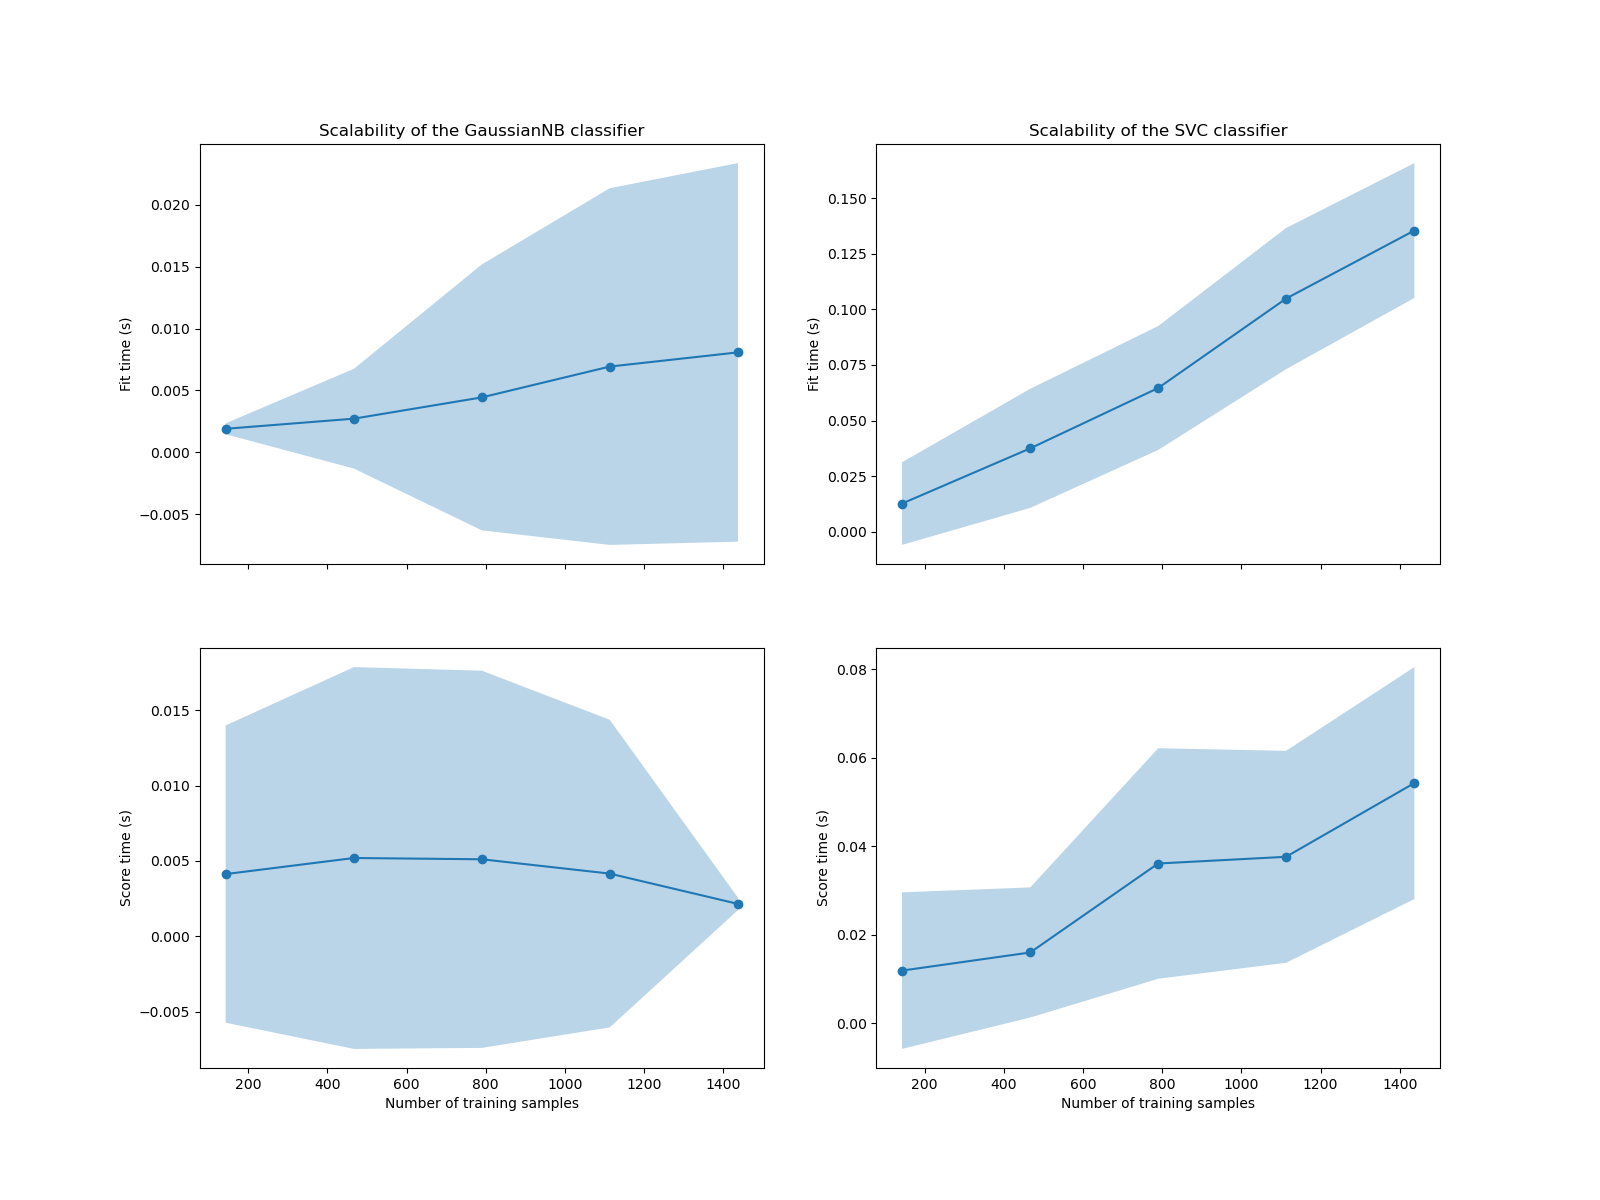 Scalability of the GaussianNB classifier
Fit time (s)
0.020
0.015
0.010
0.005
0.000
−0.005
Scalability of the SVC classifier
Fit time (s)
0.150
0.125
0.100
0.075
0.050
0.025
0.000
Score time (s)
0.015
0.010
0.005
0.000
−0.005
200 400 600 800 1000 1200 1400
Number of training samples
Score time (s)
0.08
0.06
0.04
0.02
0.00
200 400 600 800 1000 1200 1400
Number of training samples